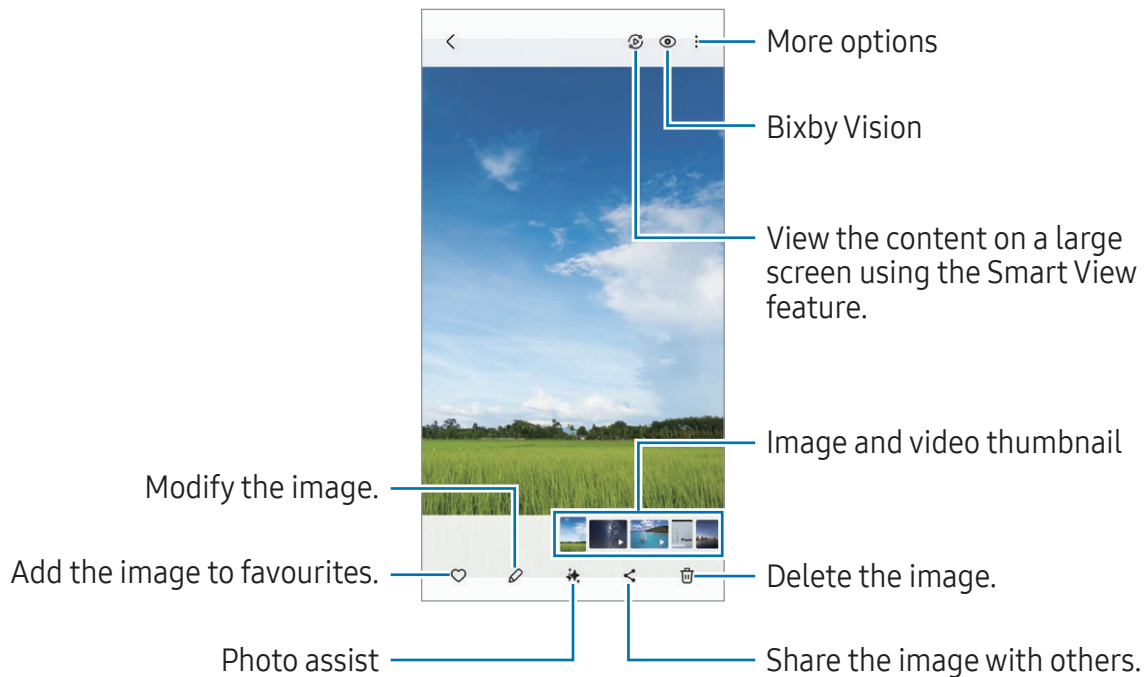 More options
Bixby Vision
View the content on a large
screen using the Smart View
feature.
Image and video thumbnail
Modify the image.
Add the image to favourites.
Delete the image.
Photo assist
Share the image with others.